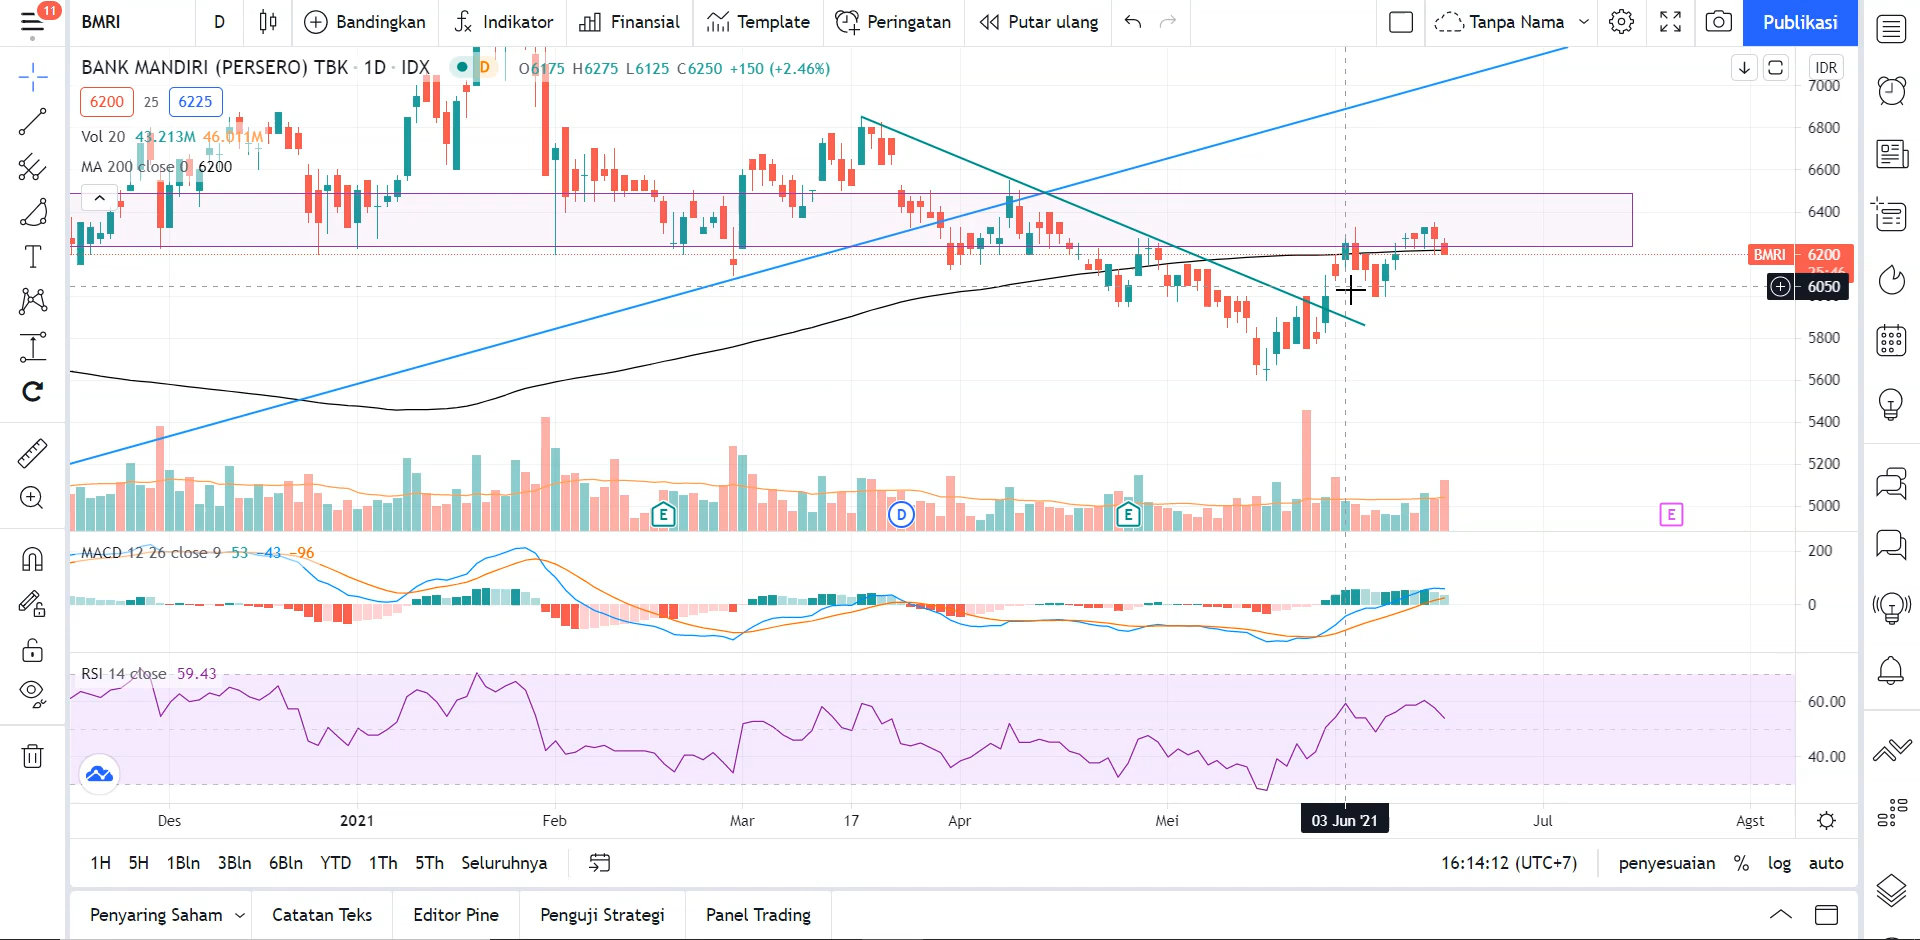 11
BMRI
D
Bandingkan
Indikator
Finansial
Template
Peringatan
Putar ulang
Tanpa Nama
Publikasi
BANK MANDIRI (PERSERO) TBK · 1D · IDX
D
O6175 H6275 L6125 C6250 +150 (+2.46%)
IDR
6200 25 6225
Vol 20 43.213M 46.011M
MA 200 close 0 6200
7000
6800
6600
6400
BMRI 6200
6050
5800
5600
5400
5200
5000
E
D
E
E
MACD 12 26 close 9 53 −43 −96
200
0
RSI 14 close 59.43
60.00
40.00
Des 2021 Feb Mar 17 Apr Mei 03 Jun '21 Jul Agst
1H 5H 1Bln 3Bln 6Bln YTD 1Th 5Th Seluruhnya
16:14:12 (UTC+7) penyesuaian % log auto
Penyaring Saham Catatan Teks Editor Pine Penguji Strategi Panel Trading